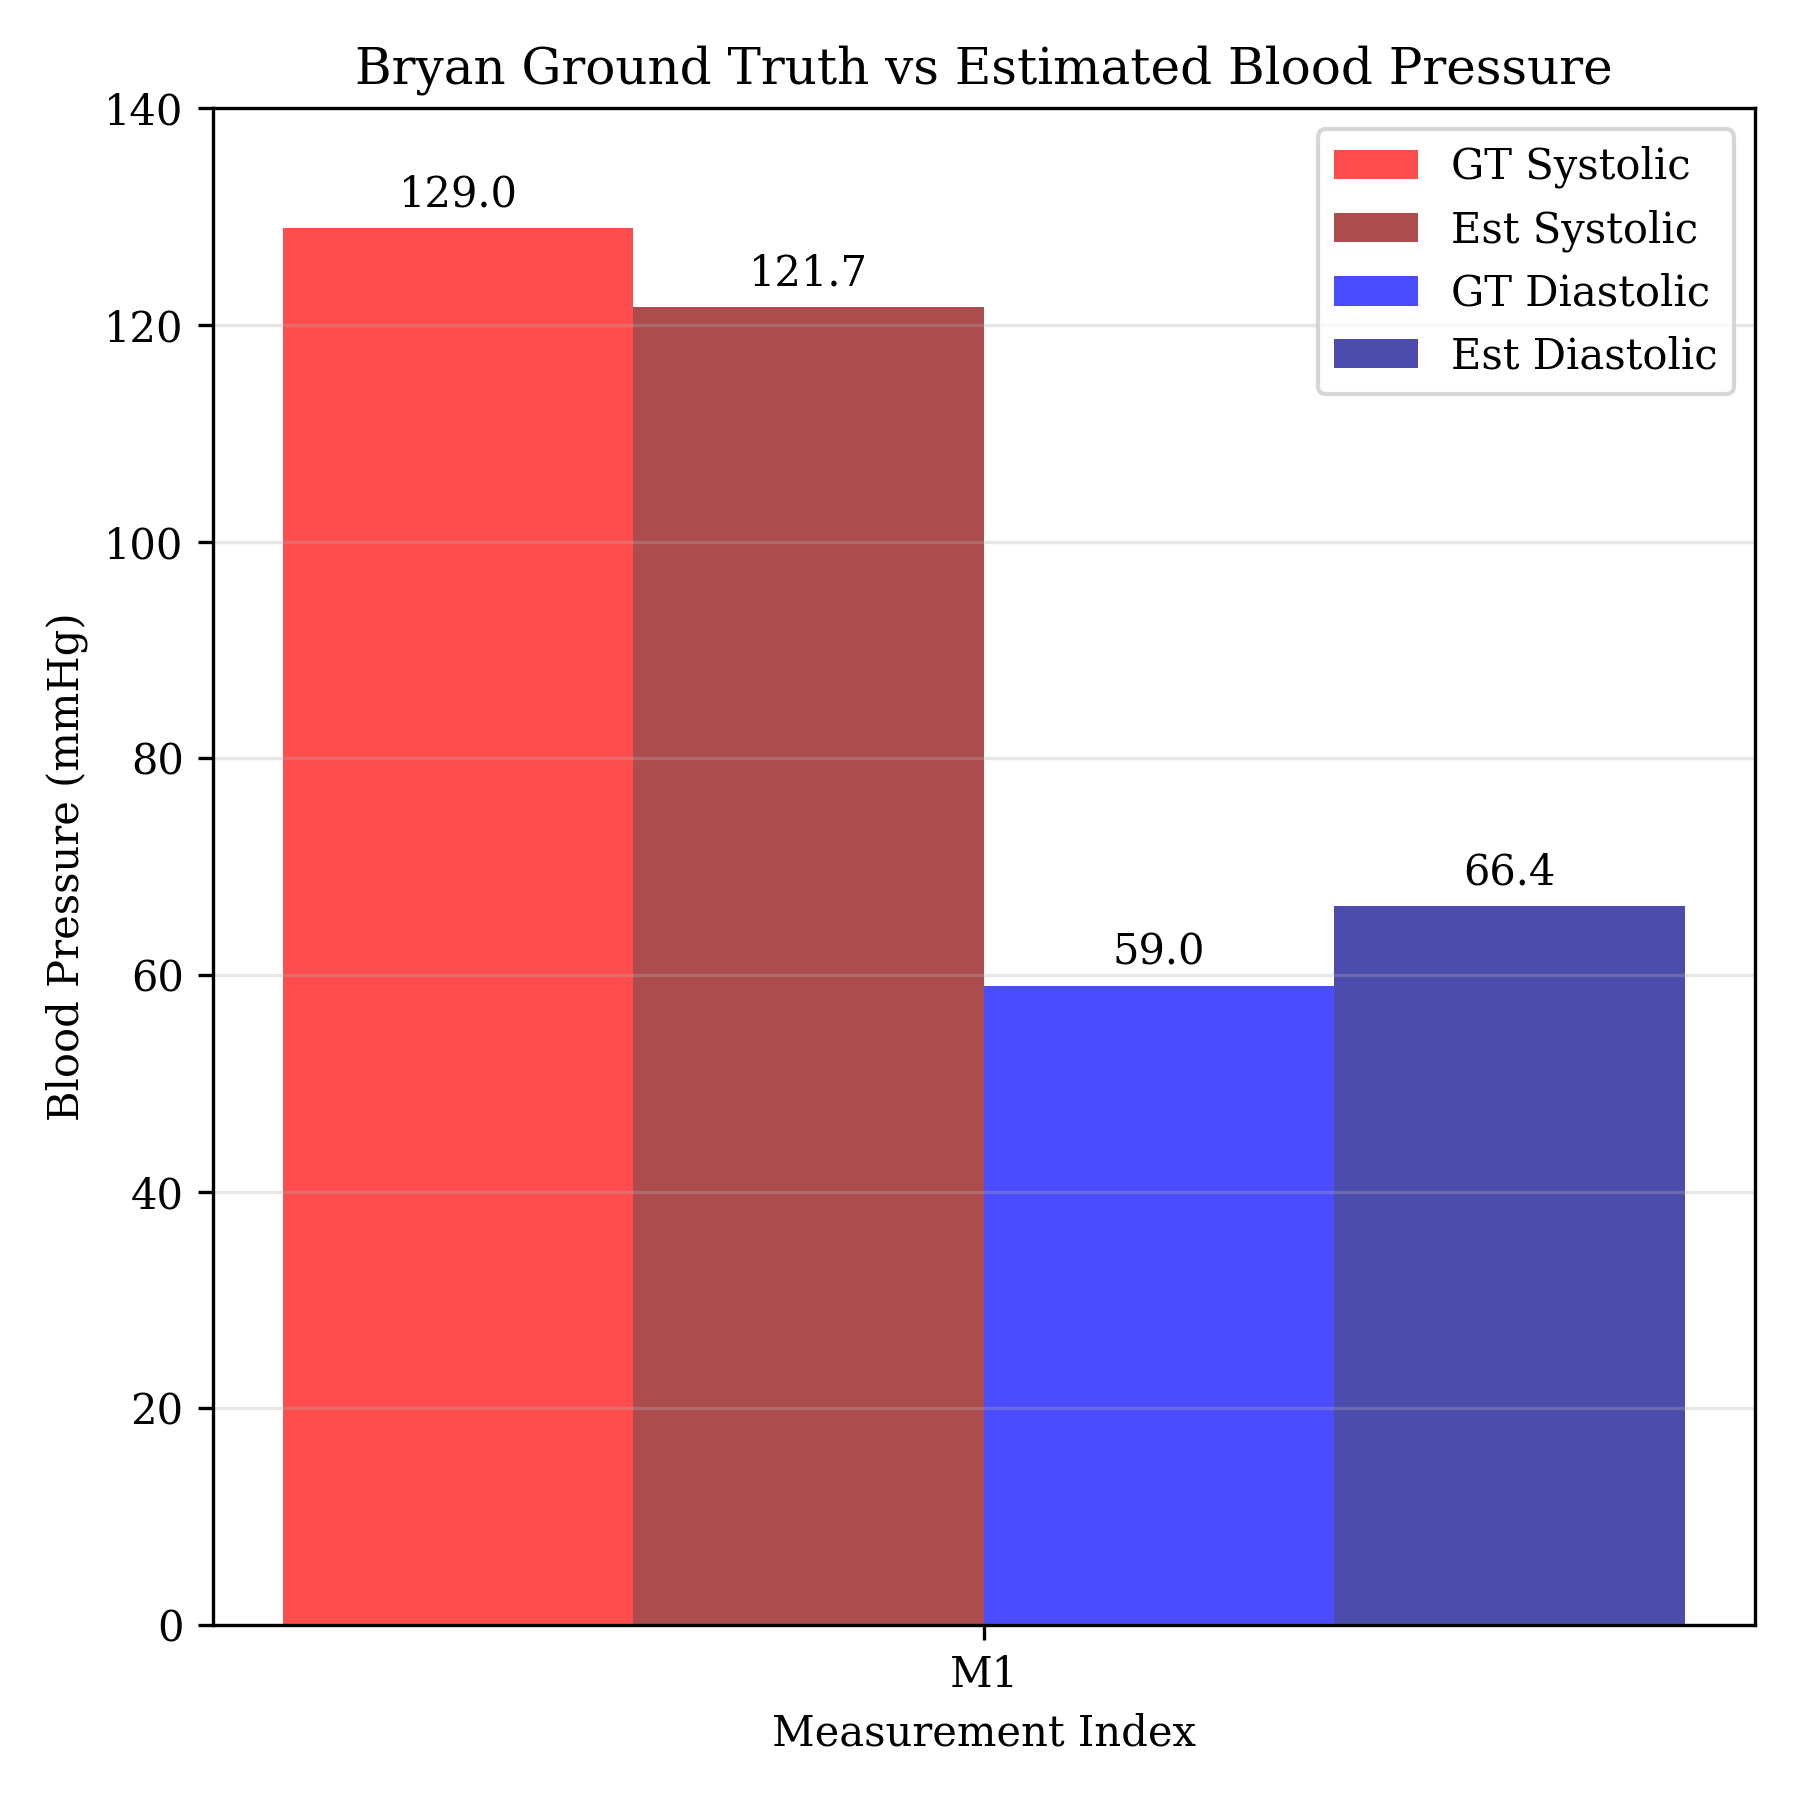 Bryan Ground Truth vs Estimated Blood Pressure
140
120
100
80
60
40
20
0
Blood Pressure (mmHg)
129.0
121.7
59.0
66.4
GT Systolic
Est Systolic
GT Diastolic
Est Diastolic
M1
Measurement Index